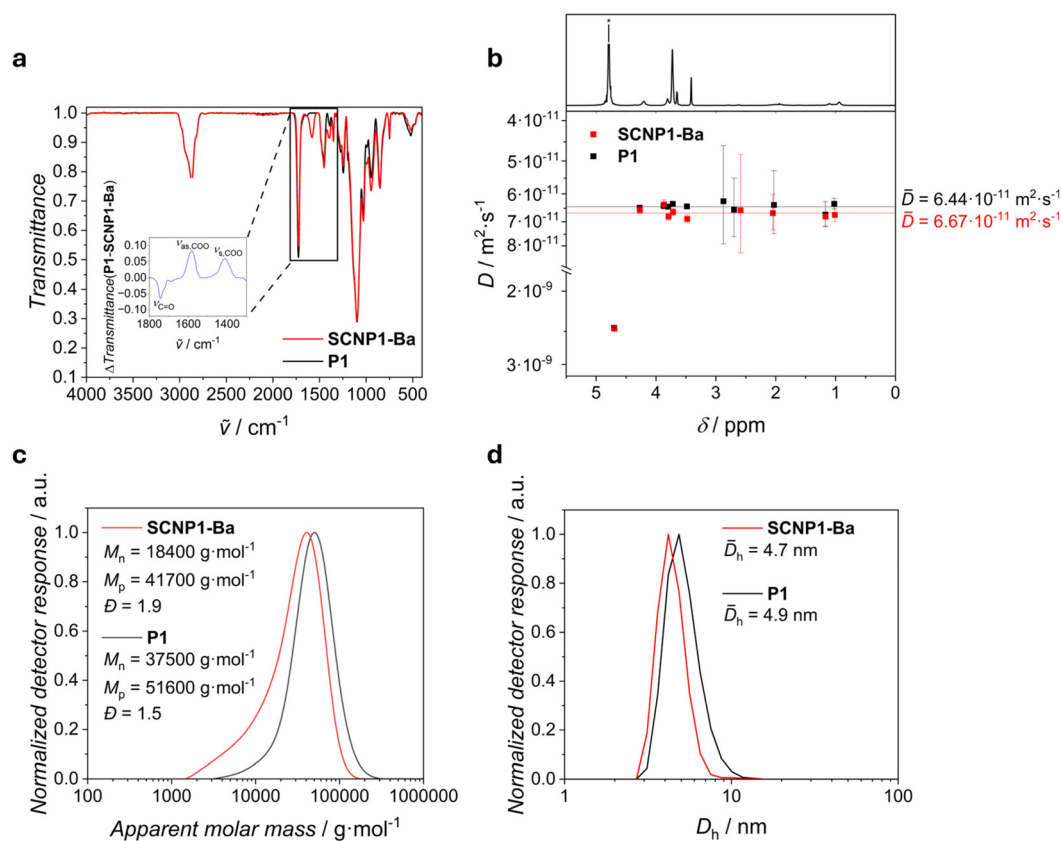 a
Transmittance
1.0
0.9
0.8
0.7
0.6
0.5
0.4
0.3
0.2
0.1
ΔTransmittance(P1-SCNP1-Ba)
0.10
0.05
0.00
−0.05
−0.10
νas,COO
νs,COO
νC=O
1800
1600
1400
ṽ / cm-1
SCNP1-Ba
P1
4000 3500 3000 2500 2000 1500 1000 500
ṽ / cm-1
b
*
D / m2·s-1
4·10-11
5·10-11
6·10-11
7·10-11
8·10-11
2·10-9
3·10-9
SCNP1-Ba
P1
D̄ = 6.44·10-11 m2·s-1
D̄ = 6.67·10-11 m2·s-1
5 4 3 2 1 0
δ / ppm
c
Normalized detector response / a.u.
1.0
0.8
0.6
0.4
0.2
0.0
SCNP1-Ba
Mn = 18400 g·mol-1
Mp = 41700 g·mol-1
Đ = 1.9
P1
Mn = 37500 g·mol-1
Mp = 51600 g·mol-1
Đ = 1.5
100 1000 10000 100000 1000000
Apparent molar mass / g·mol-1
d
Normalized detector response / a.u.
1.0
0.8
0.6
0.4
0.2
0.0
SCNP1-Ba
D̄h = 4.7 nm
P1
D̄h = 4.9 nm
1 10 100
Dh / nm